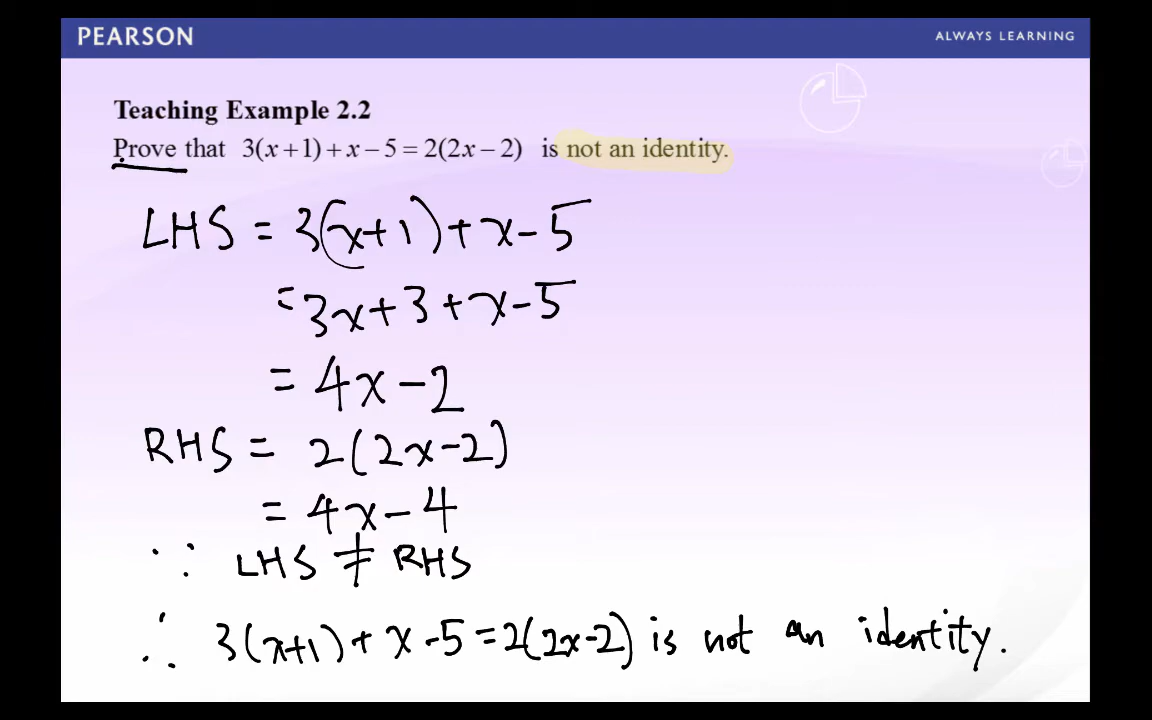 PEARSON
ALWAYS LEARNING
Teaching Example 2.2
Prove that 3(x + 1) + x − 5 = 2(2x − 2) is not an identity.
LHS = 3(x+1)+x-5
= 3x+3+x-5
= 4x-2
RHS = 2(2x-2)
= 4x-4
∵ LHS ≠ RHS
∴ 3(x+1)+x-5=2(2x-2) is not an identity.